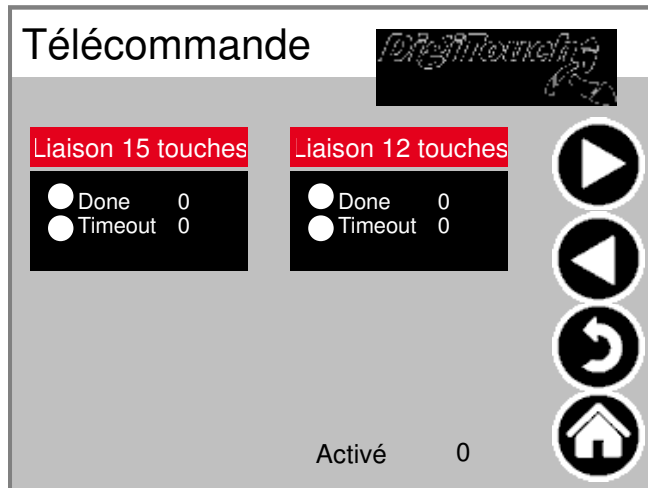 Télécommande
DigiTouch
Liaison 15 touches
Liaison 12 touches
Done 0
Timeout 0
Done 0
Timeout 0
Activé 0